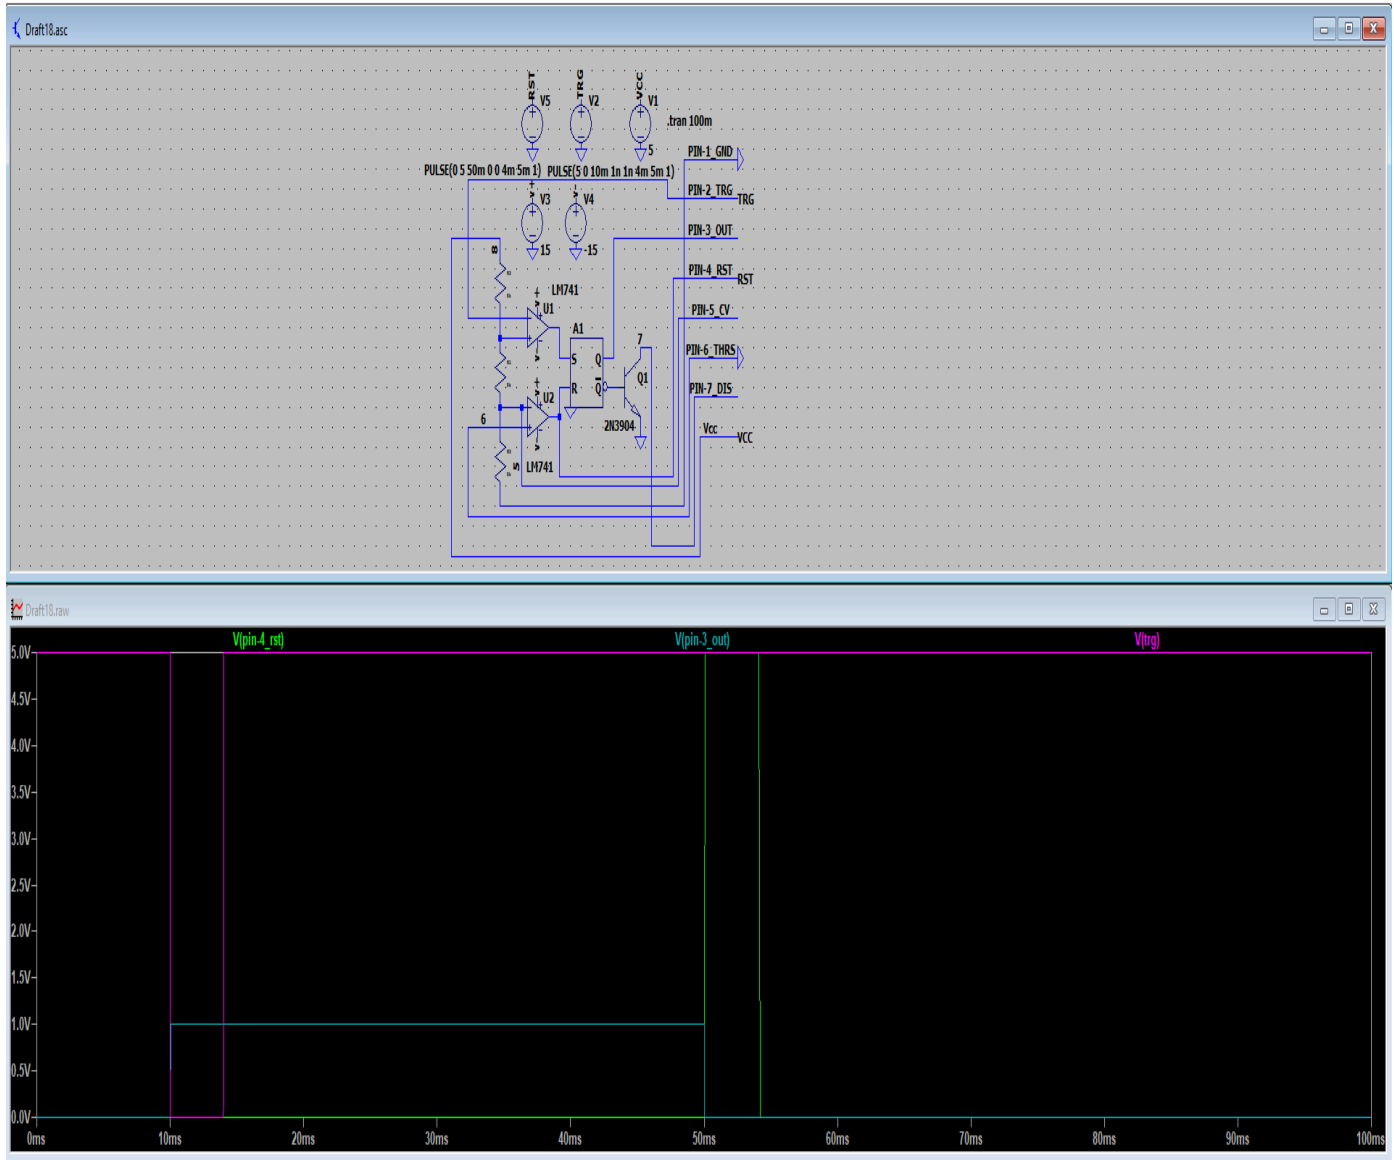 Draft18.asc
RST
TRG
VCC
V5
V2
V1
.tran 100m
5
PIN-1_GND
PULSE(0 5 50m 0 0 4m 5m 1)
PULSE(5 0 10m 1n 1n 4m 5m 1)
V+
V-
PIN-2_TRG
TRG
V3
V4
15
-15
PIN-3_OUT
8
PIN-4_RST
RST
V+
LM741
U1
PIN-5_CV
A1
7
V-
S
Q
PIN-6_THRS
V+
R
Q
Q1
PIN-7_DIS
U2
6
2N3904
Vcc
VCC
V-
5
LM741
Draft18.raw
V(pin-4_rst)
V(pin-3_out)
V(trg)
5.0V
4.5V
4.0V
3.5V
3.0V
2.5V
2.0V
1.5V
1.0V
0.5V
0.0V
0ms 10ms 20ms 30ms 40ms 50ms 60ms 70ms 80ms 90ms 100ms